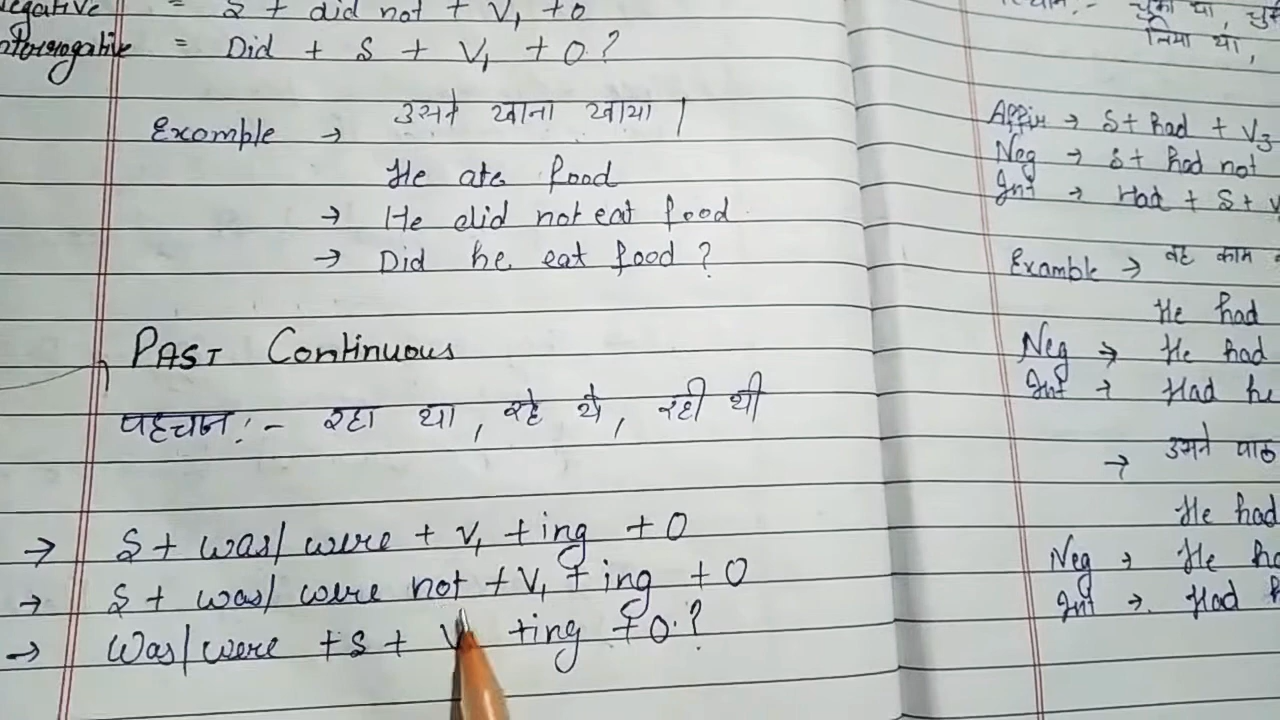 Negative = S + did not + V1 + O
Interrogative = Did + S + V1 + O?
Example → उसने खाना खाया।
He ate food
→ He did not eat food
→ Did he eat food?
PAST Continuous
पहचान:- रहा था, रहे थे, रही थी
→ S + was/were + V1 + ing + O
→ S + was/were not + V1 + ing + O
→ Was/were + S + V + ing + O.?
चुका था,
लिया था,
Affir → S + had + V3
Neg → S + had not
Int → Had + S + V
Examble → वह काम
He had
Neg → He had
Int → Had he
→ उसने पाठ
He had
Neg → He
Int → Had